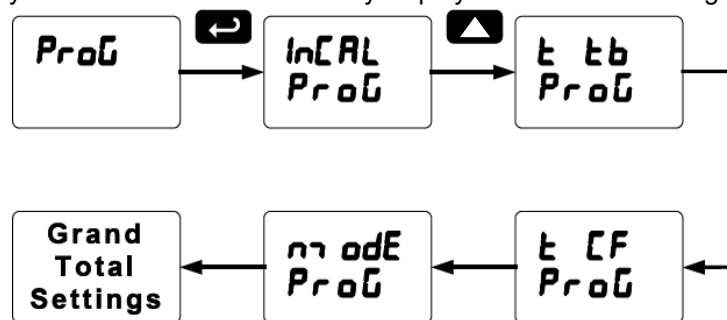 ProG
InCAL
ProG
t tb
ProG
Grand
Total
Settings
modE
ProG
t CF
ProG